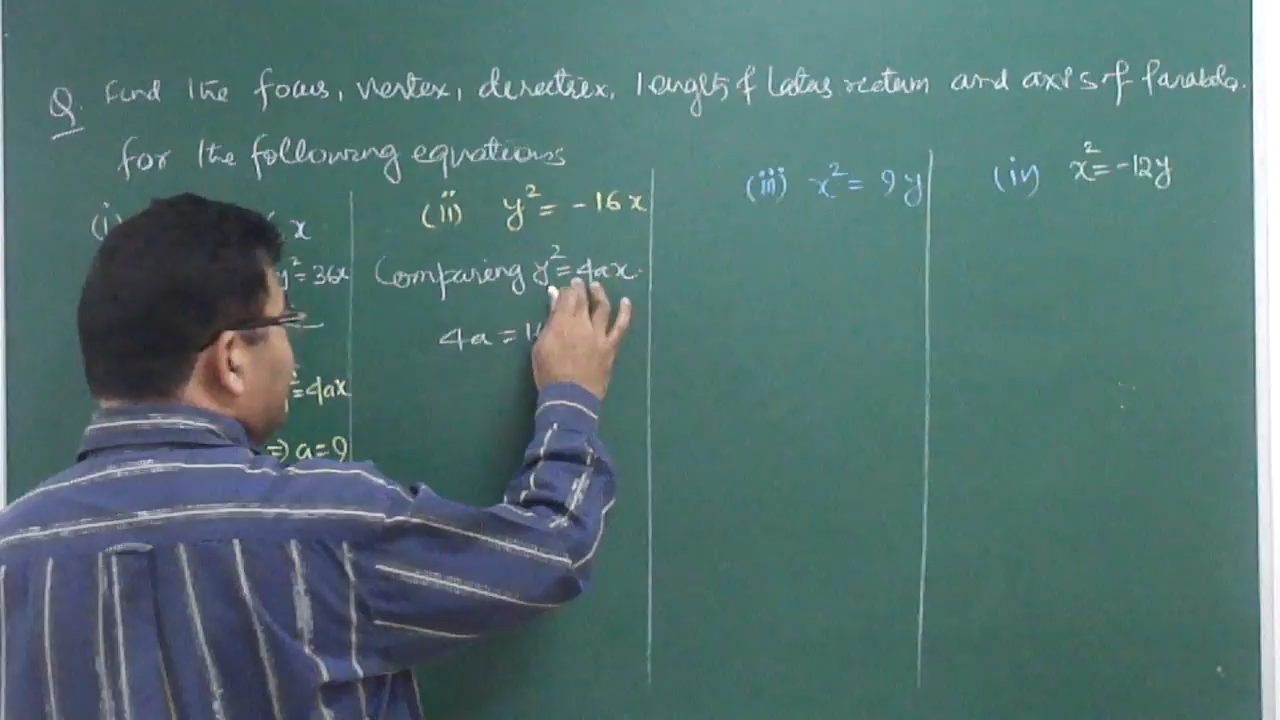 Q. Find the focus, vertex, directrix, length of latus rectum and axis of Parabola.
for the following equations
(i) x
y² = 36x
= 4ax
=) a = 9
(ii) y² = -16x
Comparing y² = 4ax.
4a = 1
(iii) x² = 9y
(iv) x² = -12y